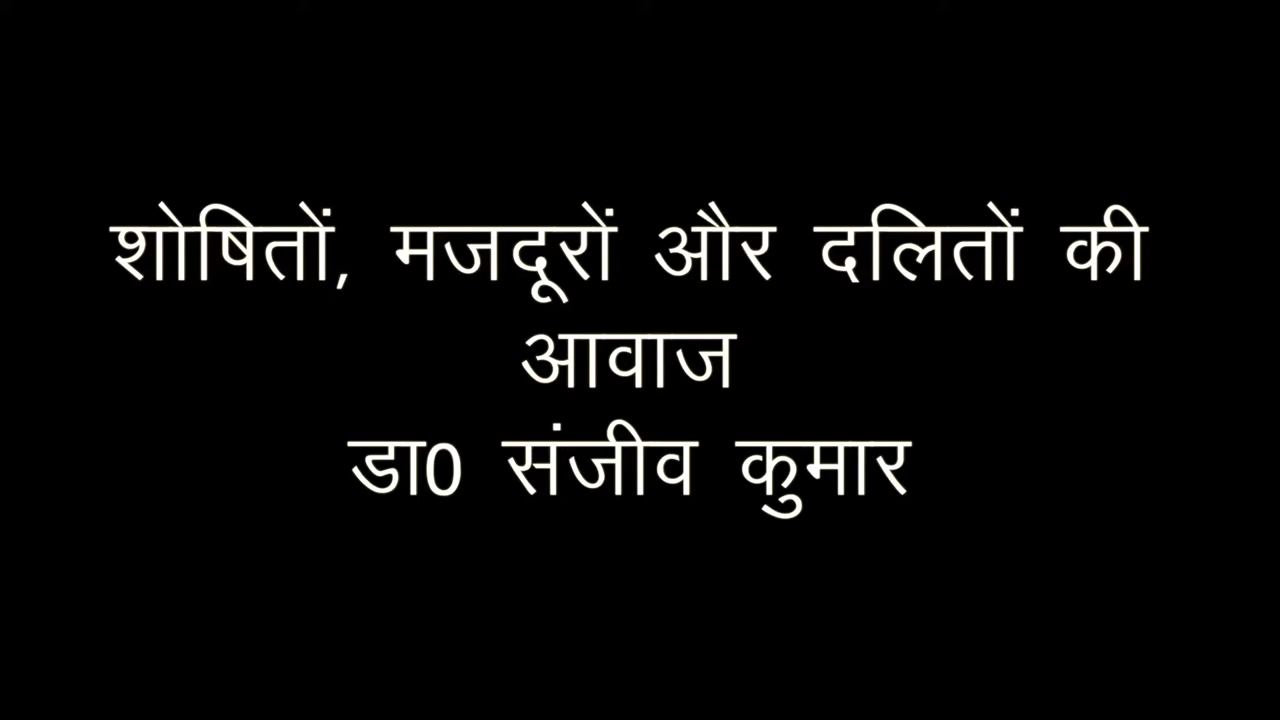 शोषितों, मजदूरों और दलितों की
आवाज
डा0 संजीव कुमार